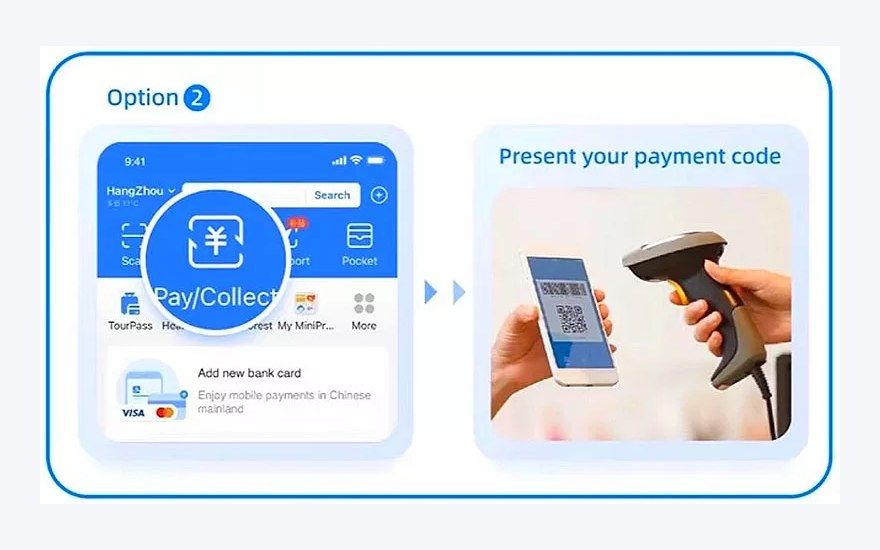 Option 2
Present your payment code
9:41
HangZhou
Search
Pay/Collect
Pocket
TourPass
My MiniPr...
More
Add new bank card
Enjoy mobile payments in Chinese
mainland
VISA